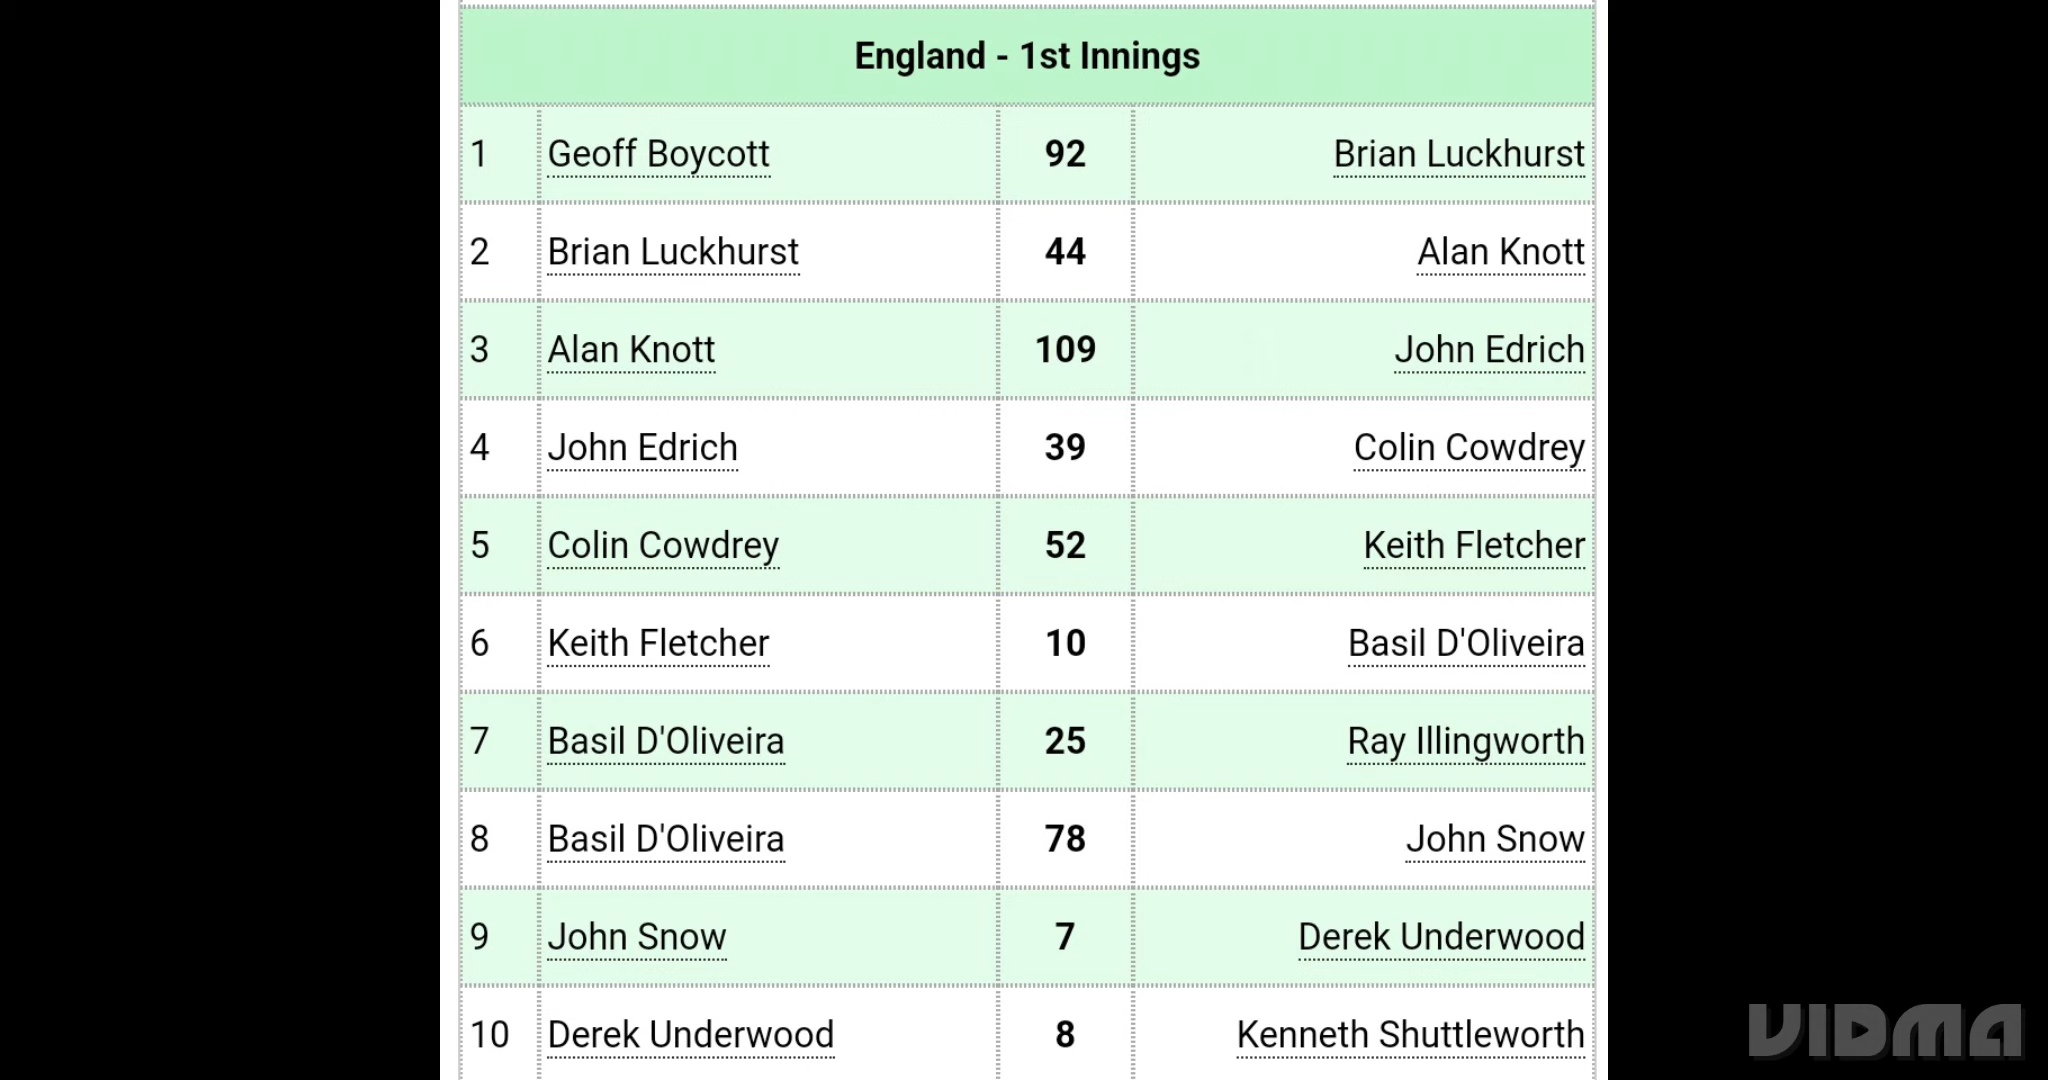 England - 1st Innings
1 Geoff Boycott 92 Brian Luckhurst
2 Brian Luckhurst 44 Alan Knott
3 Alan Knott 109 John Edrich
4 John Edrich 39 Colin Cowdrey
5 Colin Cowdrey 52 Keith Fletcher
6 Keith Fletcher 10 Basil D'Oliveira
7 Basil D'Oliveira 25 Ray Illingworth
8 Basil D'Oliveira 78 John Snow
9 John Snow 7 Derek Underwood
10 Derek Underwood 8 Kenneth Shuttleworth
VIDMA